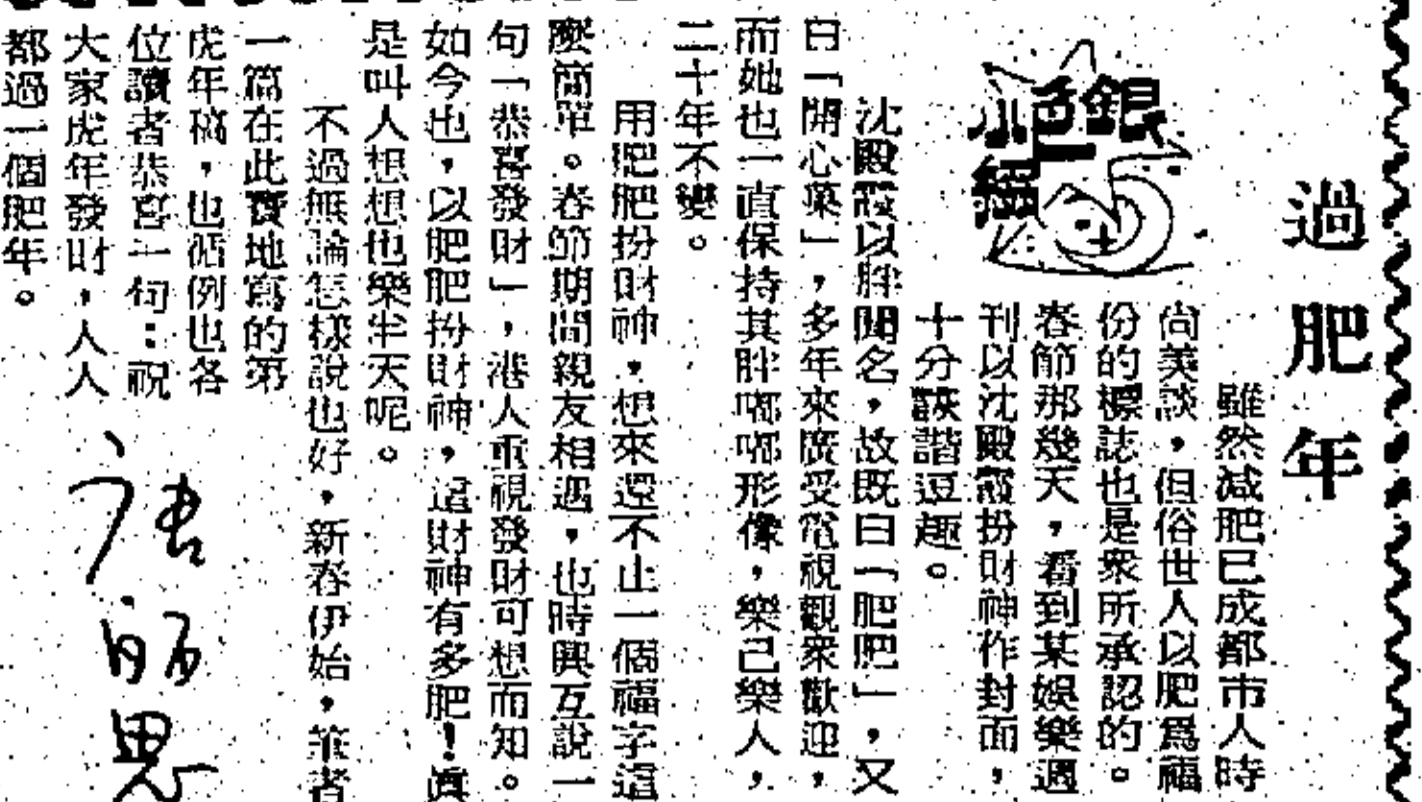 過肥年
銀色小組
雖然減肥已成都市人時
尙美談，但俗世人以肥爲福
份的標誌也是衆所承認的。
春節那幾天，看到某娛樂週
刊以沈殿霞扮財神作封面，
十分詼諧逗趣。
沈殿霞以胖聞名，故既曰「肥肥」，又
曰「開心菓」，多年來廣受電視觀衆歡迎，
而她也一直保持其胖嘟嘟形像，樂己樂人，
二十年不變。
用肥肥扮財神，想來還不止一個福字這
麼簡單。春節期間親友相遇，也時興互說一
句「恭喜發財」，港人重視發財可想而知。
如今也，以肥肥扮財神，這財神有多肥！眞
是叫人想想也樂半天呢。
不過無論怎樣說也好，新春伊始，筆者
一篇在此寶地寫的第
虎年稿，也循例也各
位讀者恭喜一句：祝
大家虎年發財，人人
都過一個肥年。